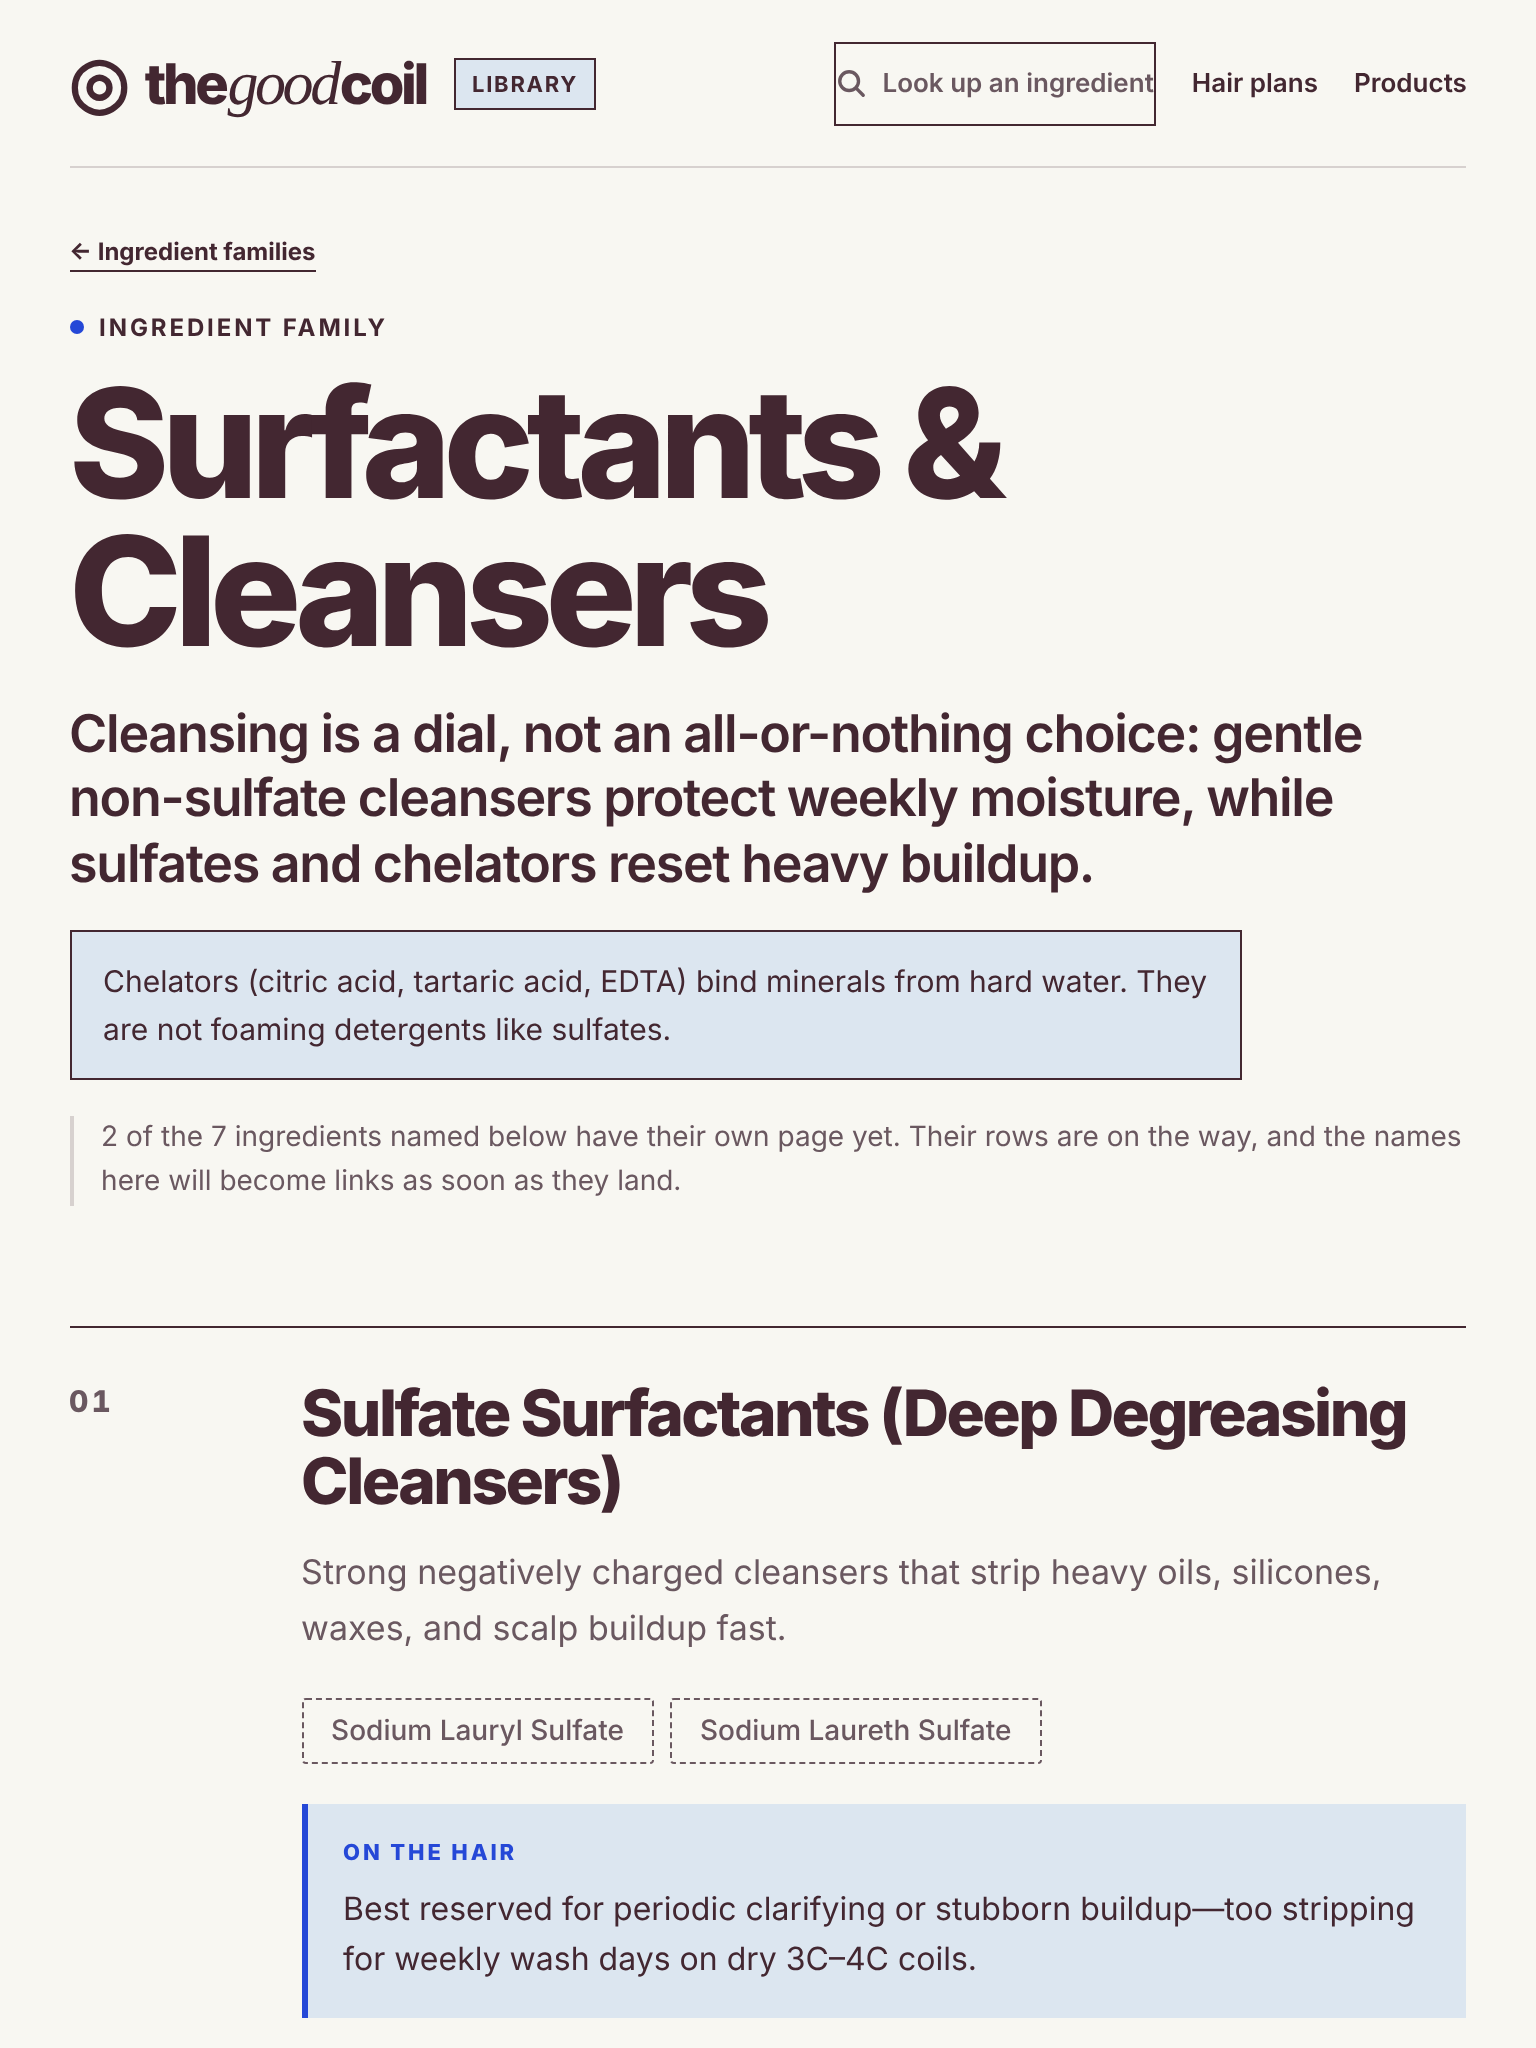 thegoodcoil LIBRARY Look up an ingredient Hair plans Products
← Ingredient families
INGREDIENT FAMILY
Surfactants &
Cleansers
Cleansing is a dial, not an all-or-nothing choice: gentle
non-sulfate cleansers protect weekly moisture, while
sulfates and chelators reset heavy buildup.
Chelators (citric acid, tartaric acid, EDTA) bind minerals from hard water. They
are not foaming detergents like sulfates.
2 of the 7 ingredients named below have their own page yet. Their rows are on the way, and the names
here will become links as soon as they land.
01
Sulfate Surfactants (Deep Degreasing
Cleansers)
Strong negatively charged cleansers that strip heavy oils, silicones,
waxes, and scalp buildup fast.
Sodium Lauryl Sulfate Sodium Laureth Sulfate
ON THE HAIR
Best reserved for periodic clarifying or stubborn buildup—too stripping
for weekly wash days on dry 3C–4C coils.